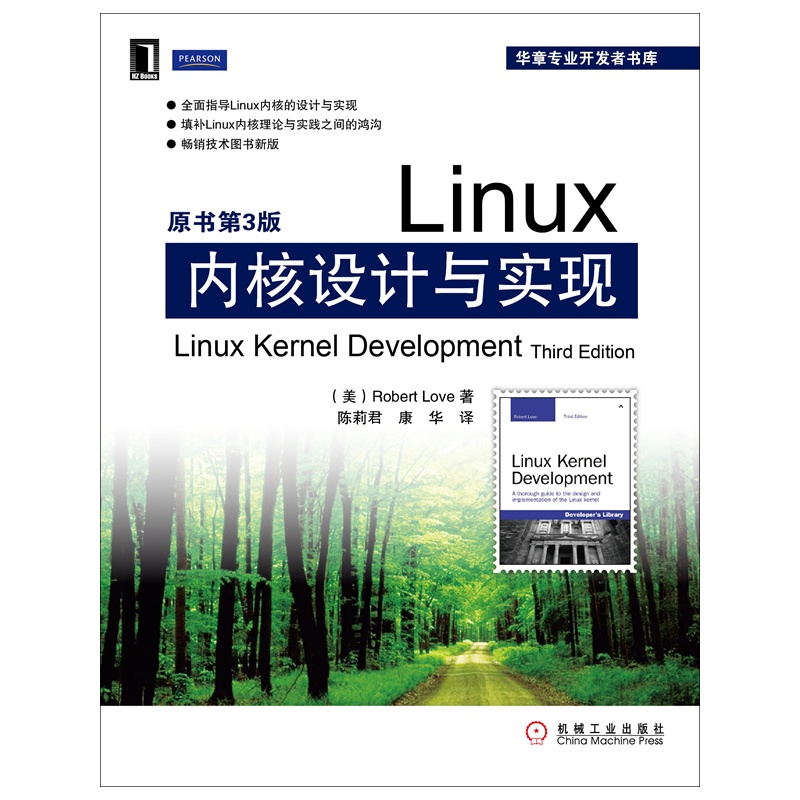 HZ Books
PEARSON
华章专业开发者书库
● 全面指导Linux内核的设计与实现
● 填补Linux内核理论与实践之间的鸿沟
● 畅销技术图书新版
Linux
原书第3版
内核设计与实现
Linux Kernel Development Third Edition
（美）Robert Love 著
陈莉君 康 华 译
Robert Love Third Edition
Linux Kernel
Development
A thorough guide to the design and
implementation of the Linux kernel
Developer's Library
机械工业出版社
China Machine Press